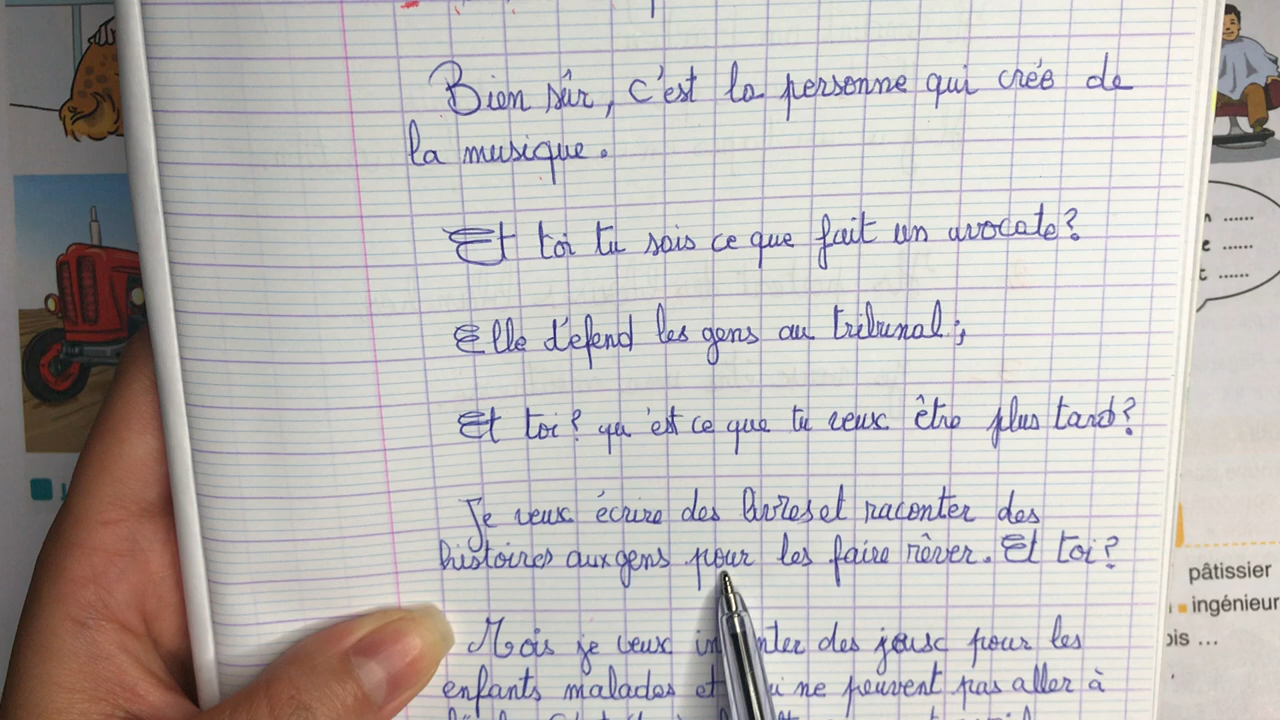 Bien sûr, c'est la personne qui crée de
la musique.
Et toi tu sais ce que fait un avocate?
Elle défend les gens au tribunal;
Et toi? qu'est ce que tu veux être plus tard?
Je veux écrire des livres et raconter des
histoires aux gens pour les faire rêver. Et toi?
Mois je veux des jeux pour les
enfants malades et ne peuvent pas aller à
pâtissier
ingénieur